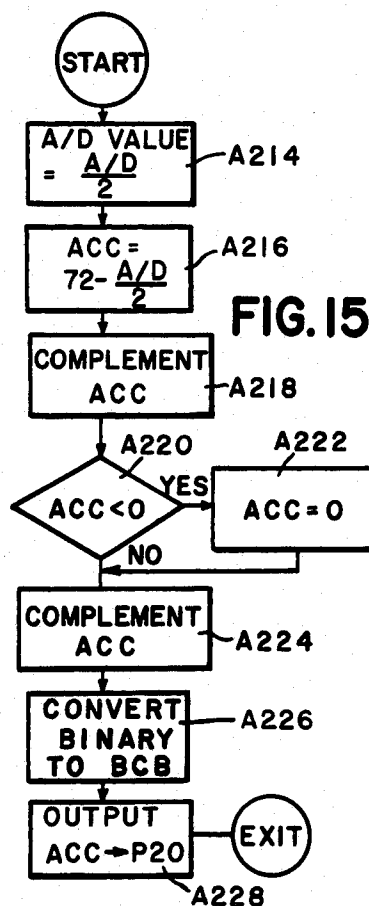 START
A/D VALUE
= A/D
2
A214
ACC =
72- A/D
2
A216
FIG. 15
COMPLEMENT
ACC
A218
A220
ACC<0
YES
NO
A222
ACC = 0
COMPLEMENT
ACC
A224
CONVERT
BINARY
TO BCB
A226
OUTPUT
ACC→P20
EXIT
A228